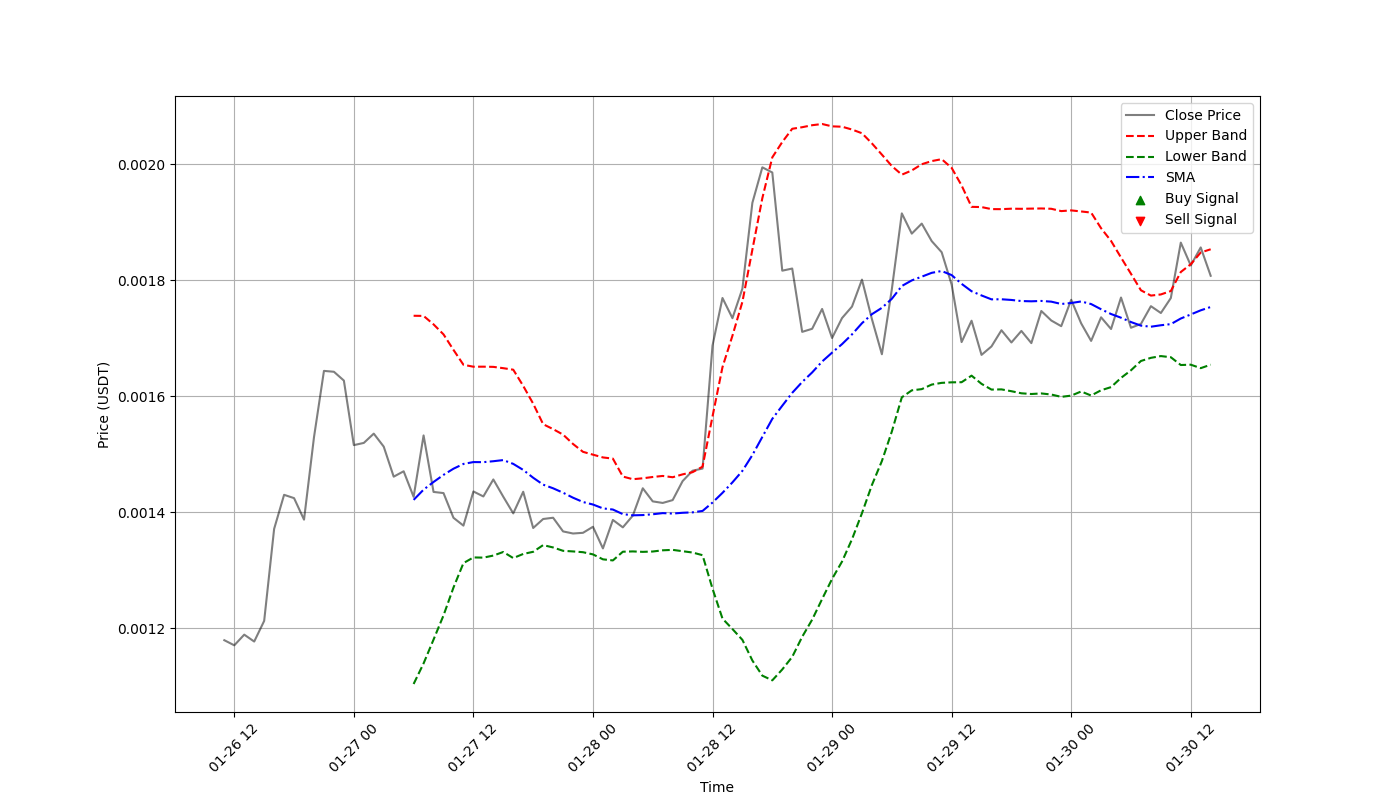 Close Price
Upper Band
Lower Band
SMA
Buy Signal
Sell Signal
Price (USDT)
0.0020
0.0018
0.0016
0.0014
0.0012
01-26 12
01-27 00
01-27 12
01-28 00
01-28 12
01-29 00
01-29 12
01-30 00
01-30 12
Time